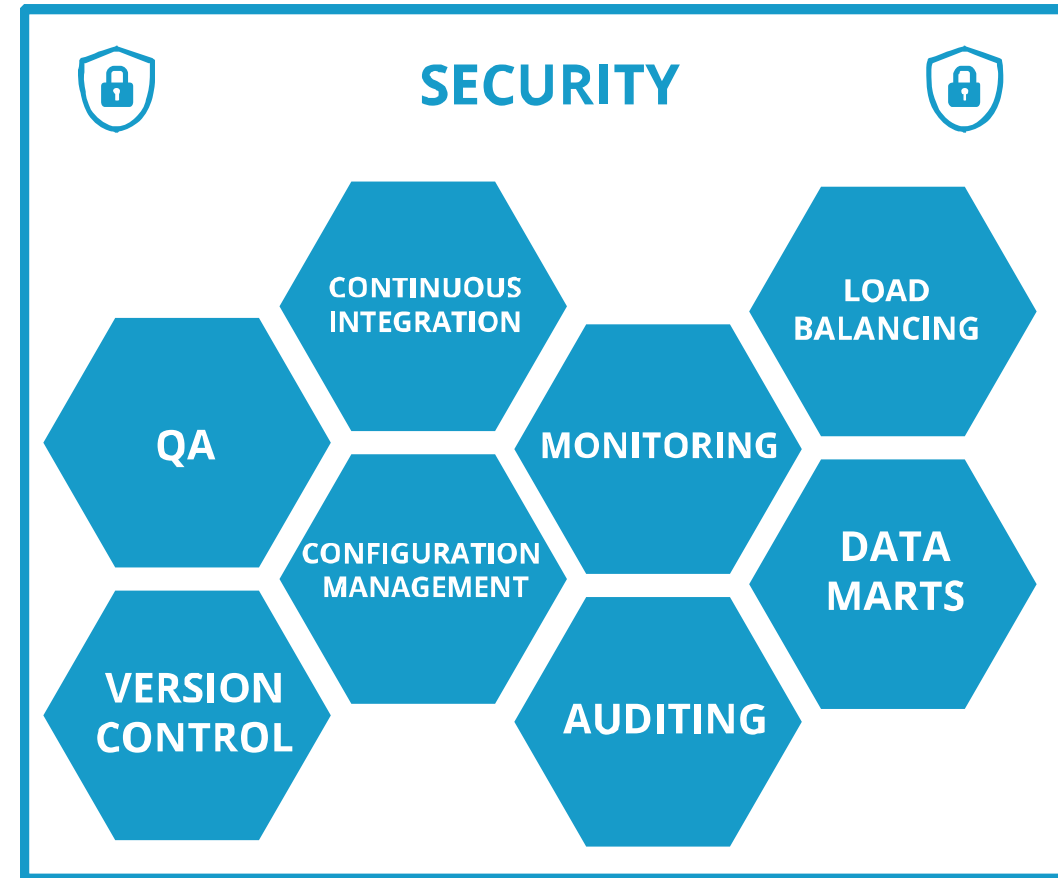 SECURITY
CONTINUOUS
INTEGRATION
LOAD
BALANCING
QA
MONITORING
CONFIGURATION
MANAGEMENT
DATA
MARTS
VERSION
CONTROL
AUDITING